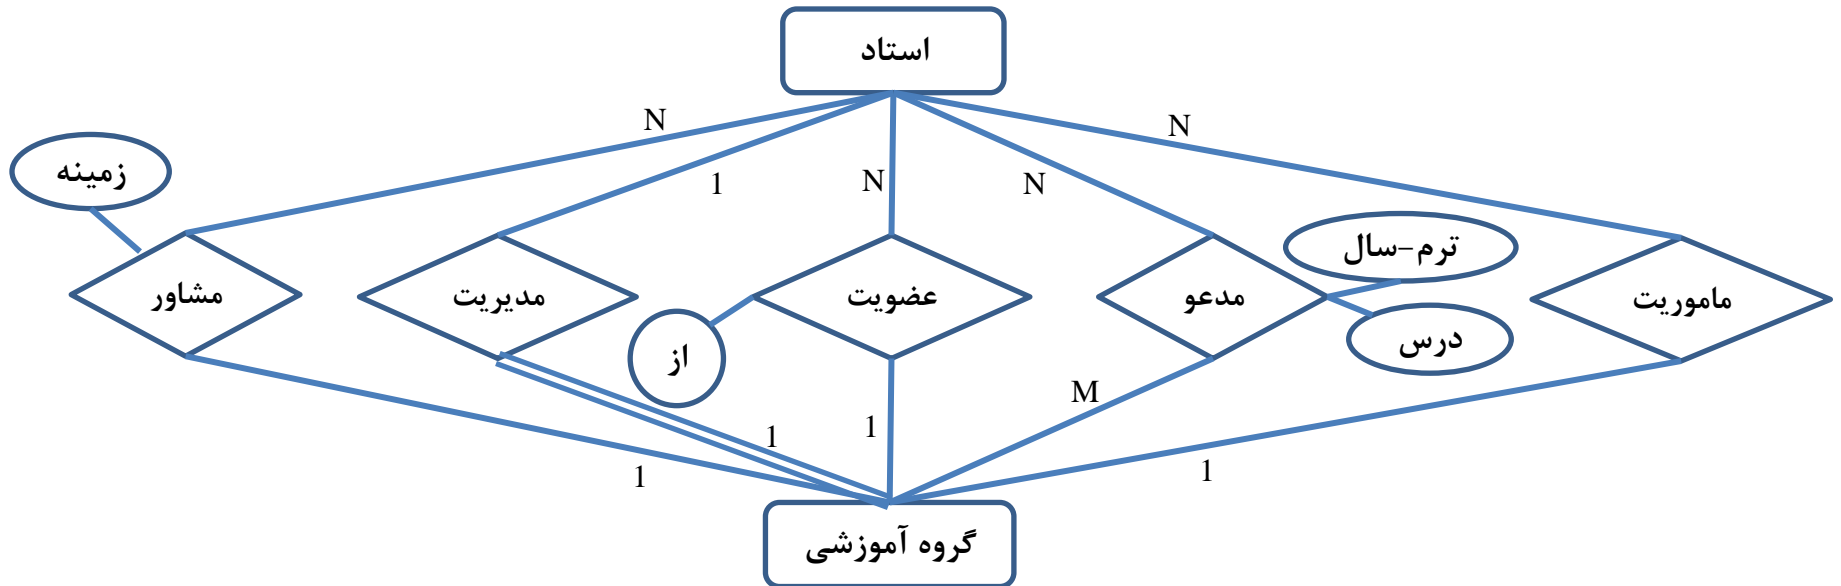 استاد
N
N
1
N
N
زمینه
ترم-سال
مشاور
مدیریت
عضویت
مدعو
ماموریت
از
درس
M
1
1
1
1
گروه آموزشی